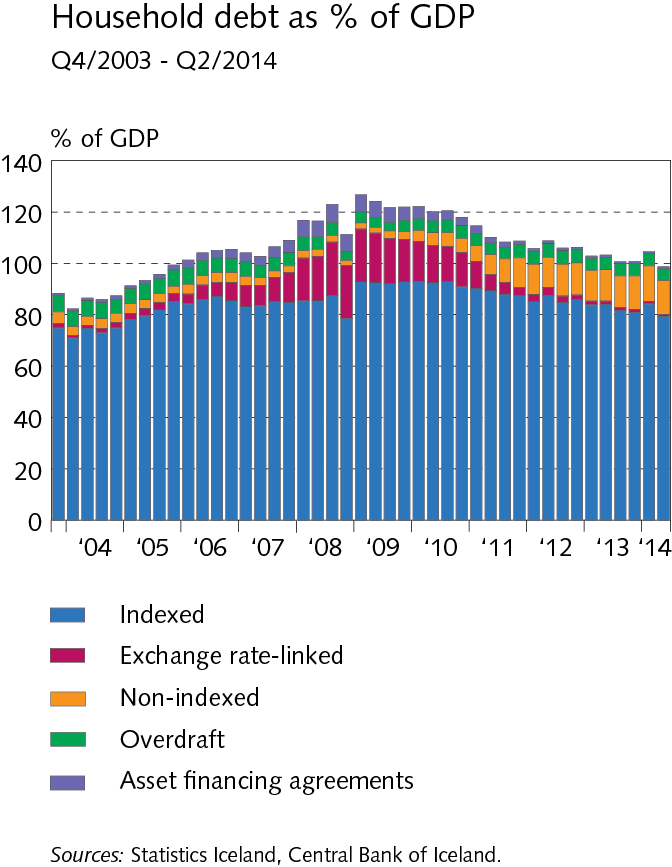 Household debt as % of GDP
Q4/2003 - Q2/2014
% of GDP
140
120
100
80
60
40
20
0
‘04 ‘05 ‘06 ‘07 ‘08 ‘09 ‘10 ‘11 ‘12 ‘13 ‘14
Indexed
Exchange rate-linked
Non-indexed
Overdraft
Asset financing agreements
Sources: Statistics Iceland, Central Bank of Iceland.